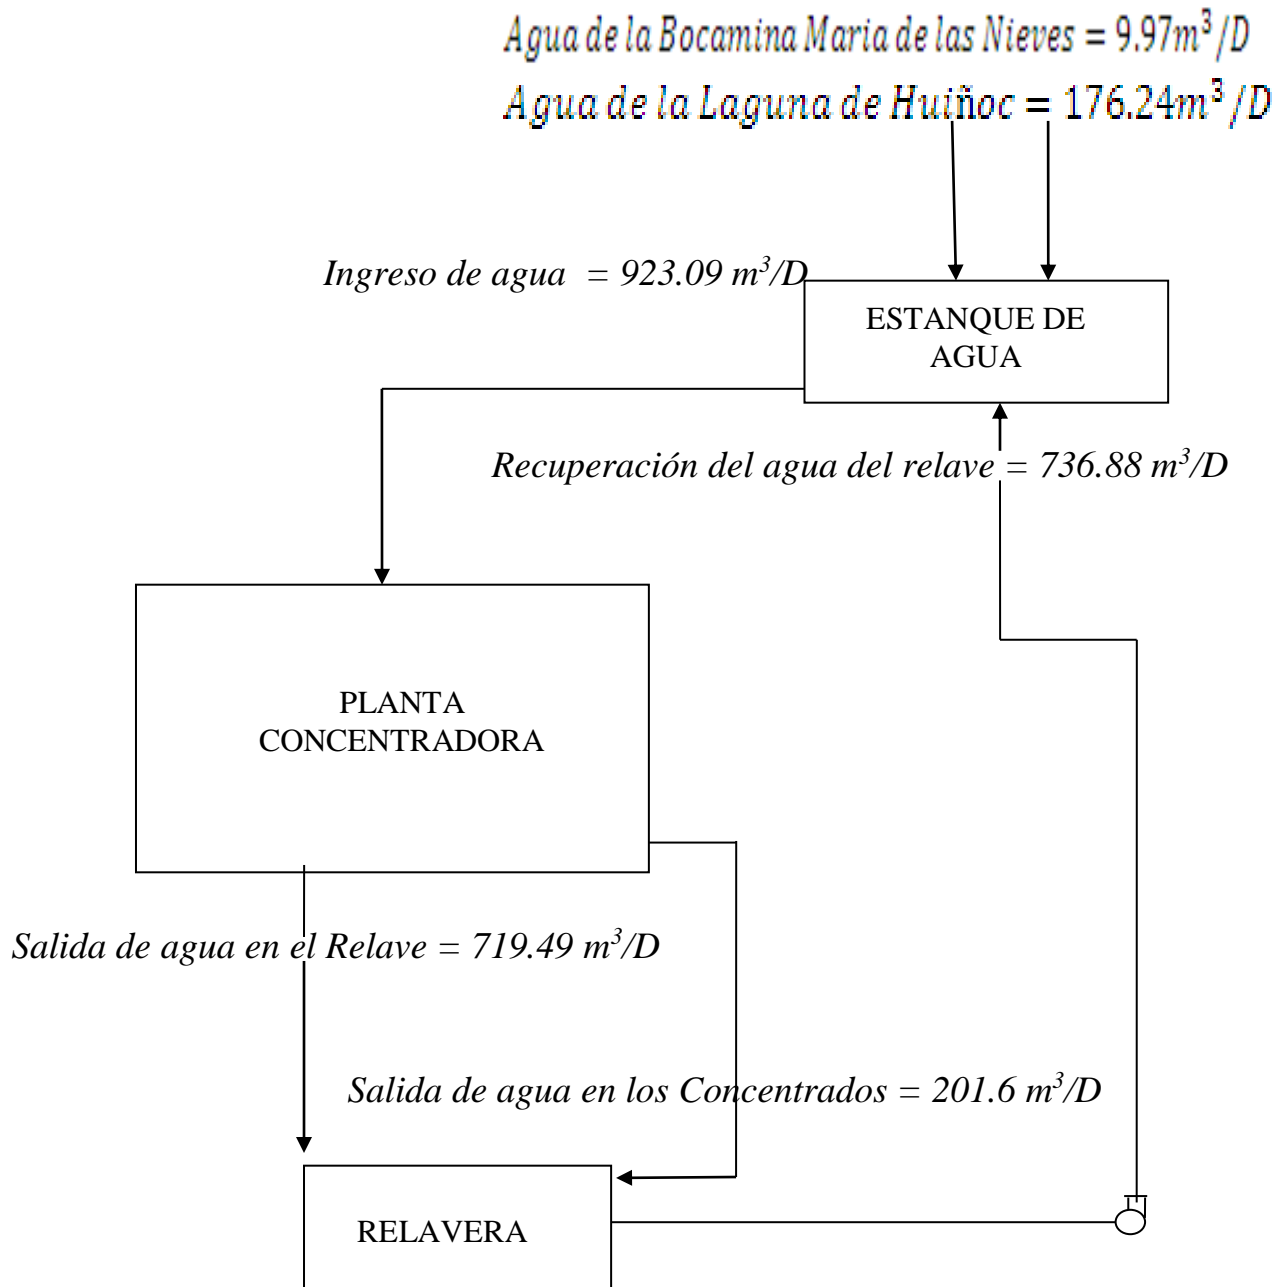 Agua de la Bocamina Maria de las Nieves = 9.97m³/D
Agua de la Laguna de Huiñoc = 176.24m³/D
Ingreso de agua = 923.09 m³/D
ESTANQUE DE
AGUA
Recuperación del agua del relave = 736.88 m³/D
PLANTA
CONCENTRADORA
Salida de agua en el Relave = 719.49 m³/D
Salida de agua en los Concentrados = 201.6 m³/D
RELAVERA